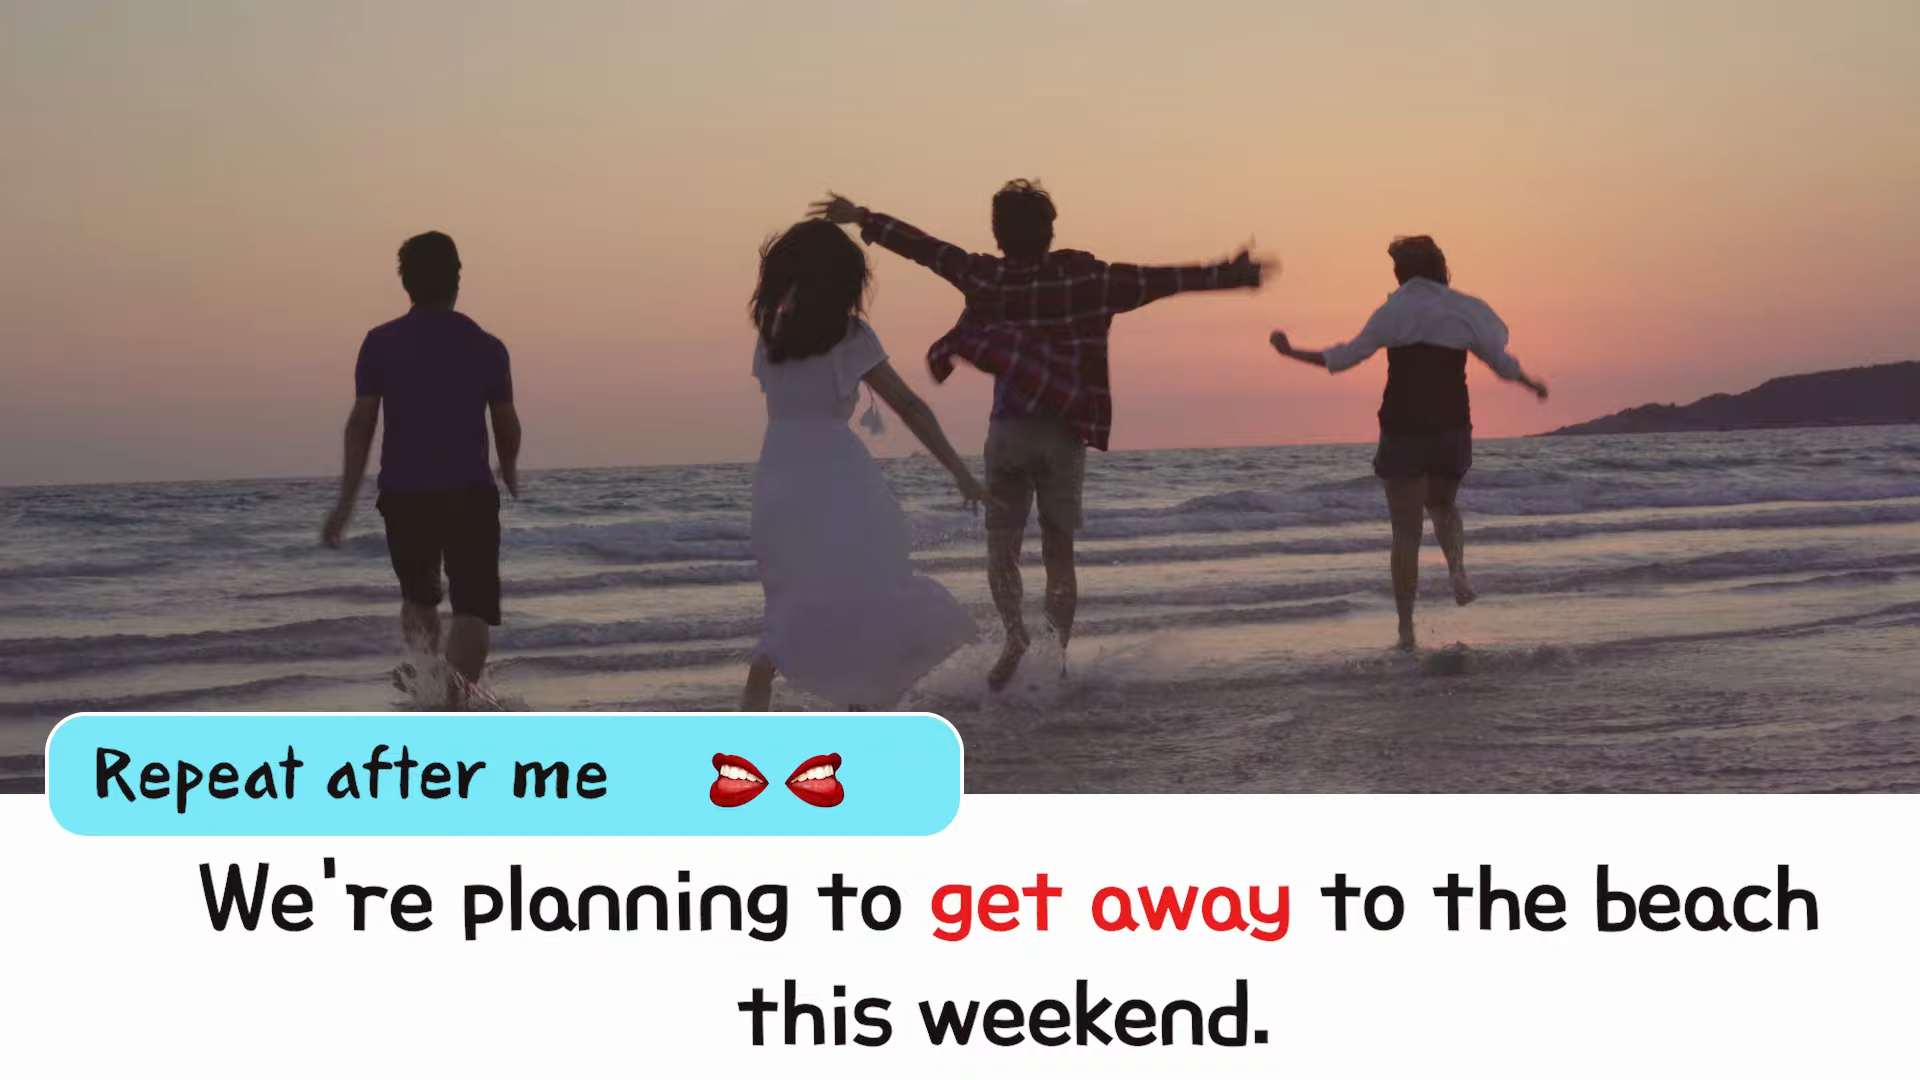 Repeat after me
We're planning to get away to the beach
this weekend.